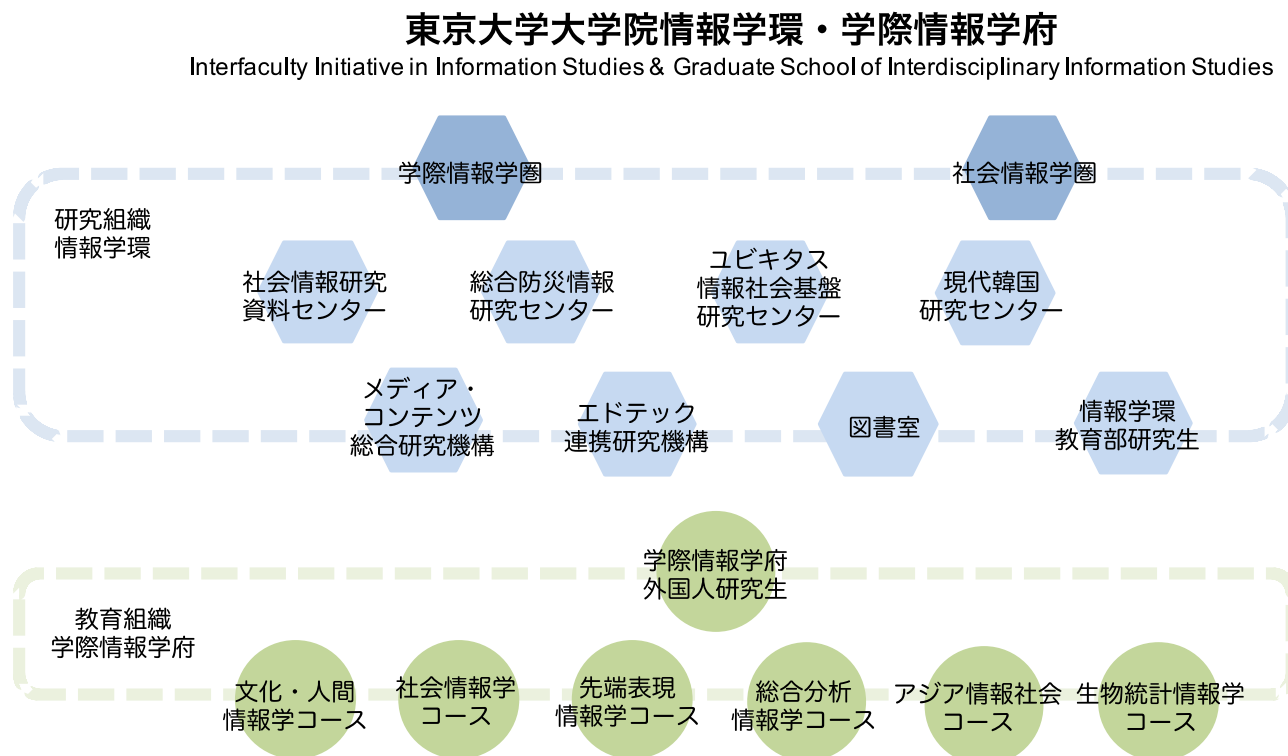 東京大学大学院情報学環・学際情報学府
Interfaculty Initiative in Information Studies & Graduate School of Interdisciplinary Information Studies
学際情報学圏
社会情報学圏
研究組織
情報学環
社会情報研究
資料センター
総合防災情報
研究センター
ユビキタス
情報社会基盤
研究センター
現代韓国
研究センター
メディア・
コンテンツ
総合研究機構
エドテック
連携研究機構
図書室
情報学環
教育部研究生
学際情報学府
外国人研究生
教育組織
学際情報学府
文化・人間
情報学コース
社会情報学
コース
先端表現
情報学コース
総合分析
情報学コース
アジア情報社会
コース
生物統計情報学
コース